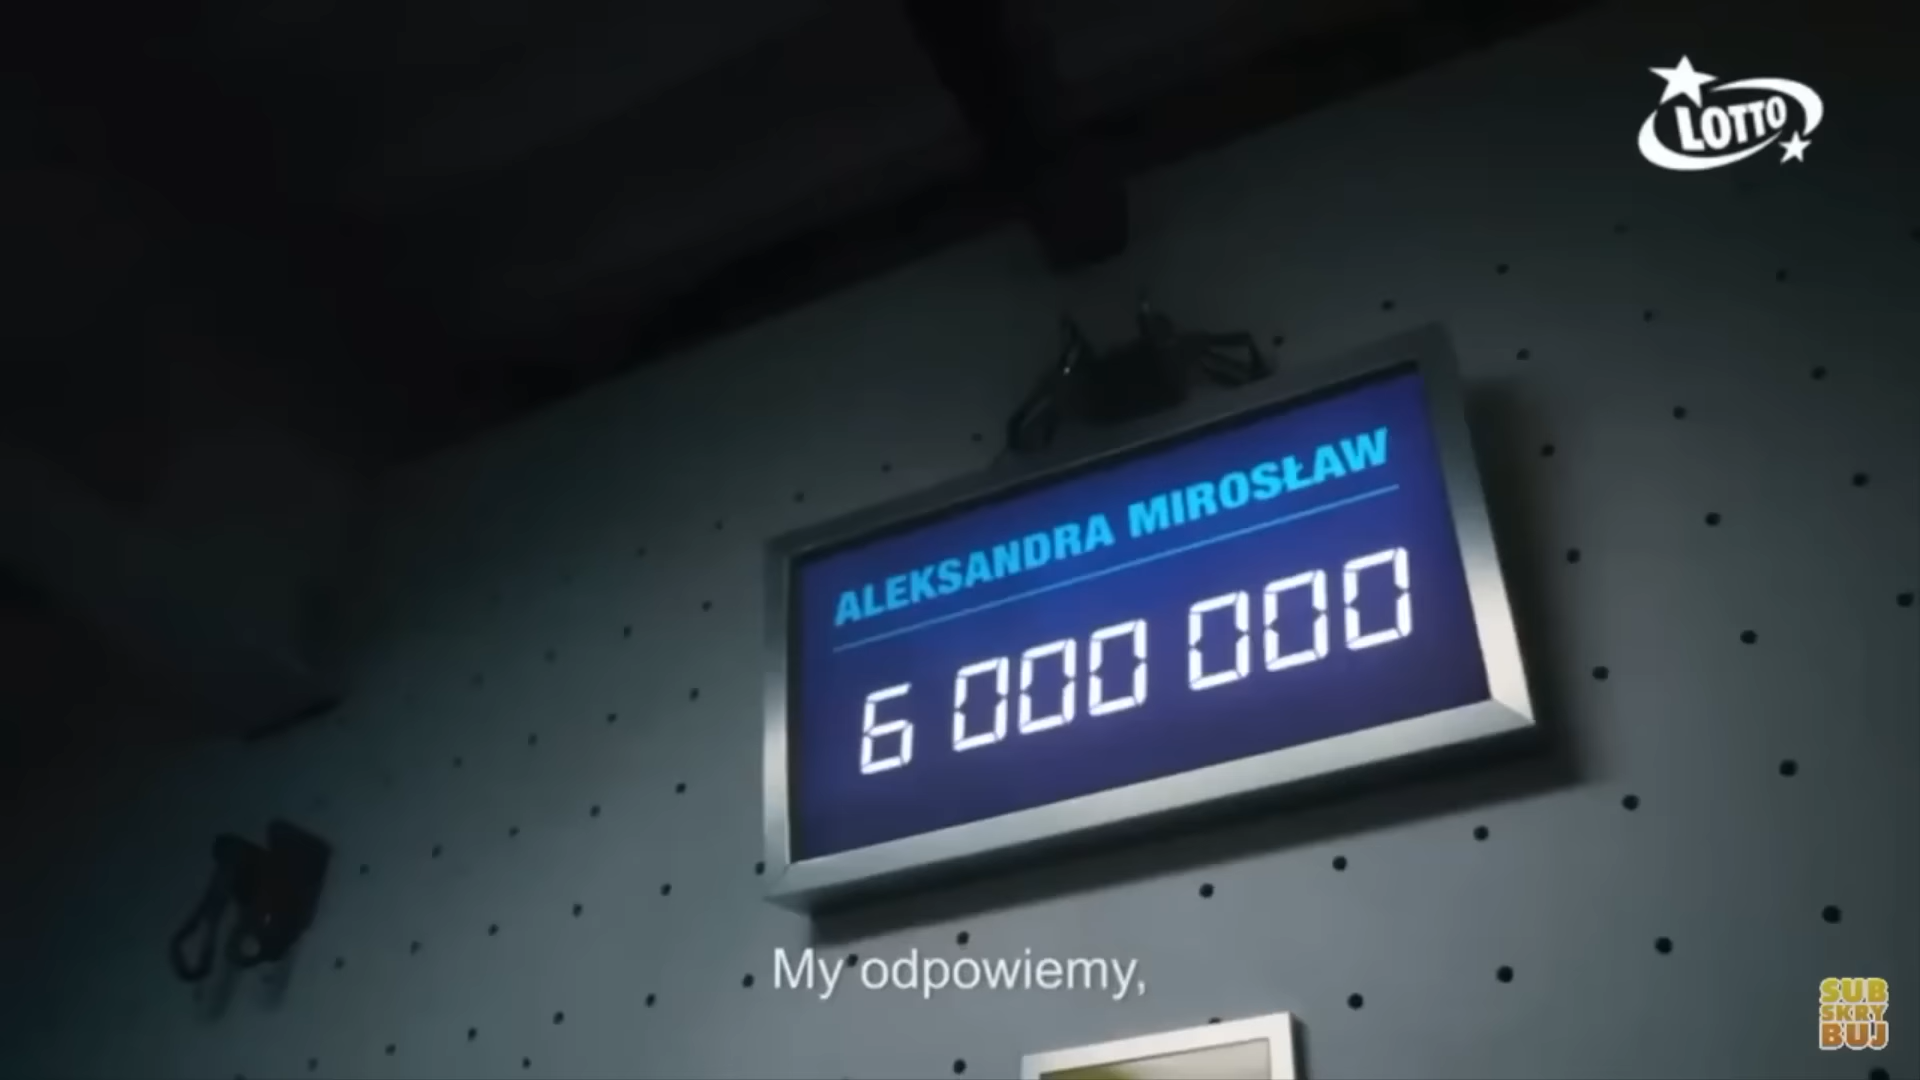 LOTTO
ALEKSANDRA MIROSŁAW
6 000 000
My odpowiemy,
SUB
SKRY
BUJ